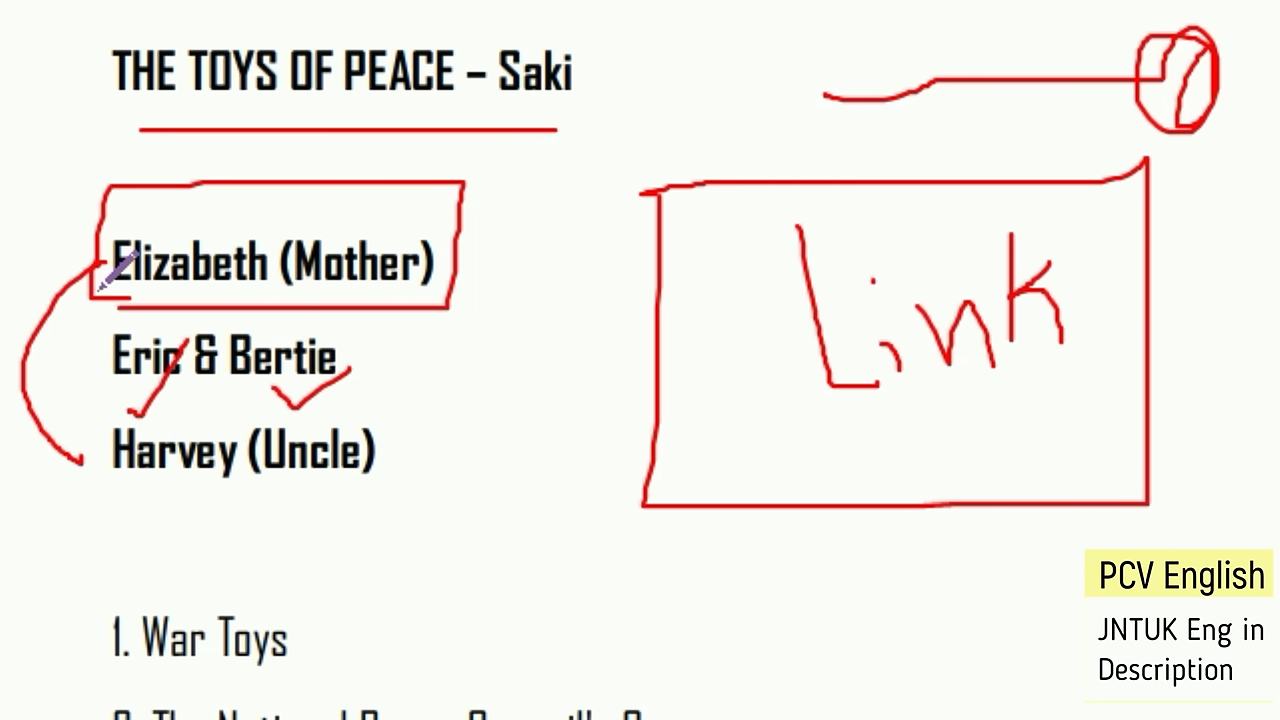 THE TOYS OF PEACE – Saki
Elizabeth (Mother)
Link
Eric & Bertie
Harvey (Uncle)
PCV English
JNTUK Eng in
Description
1. War Toys